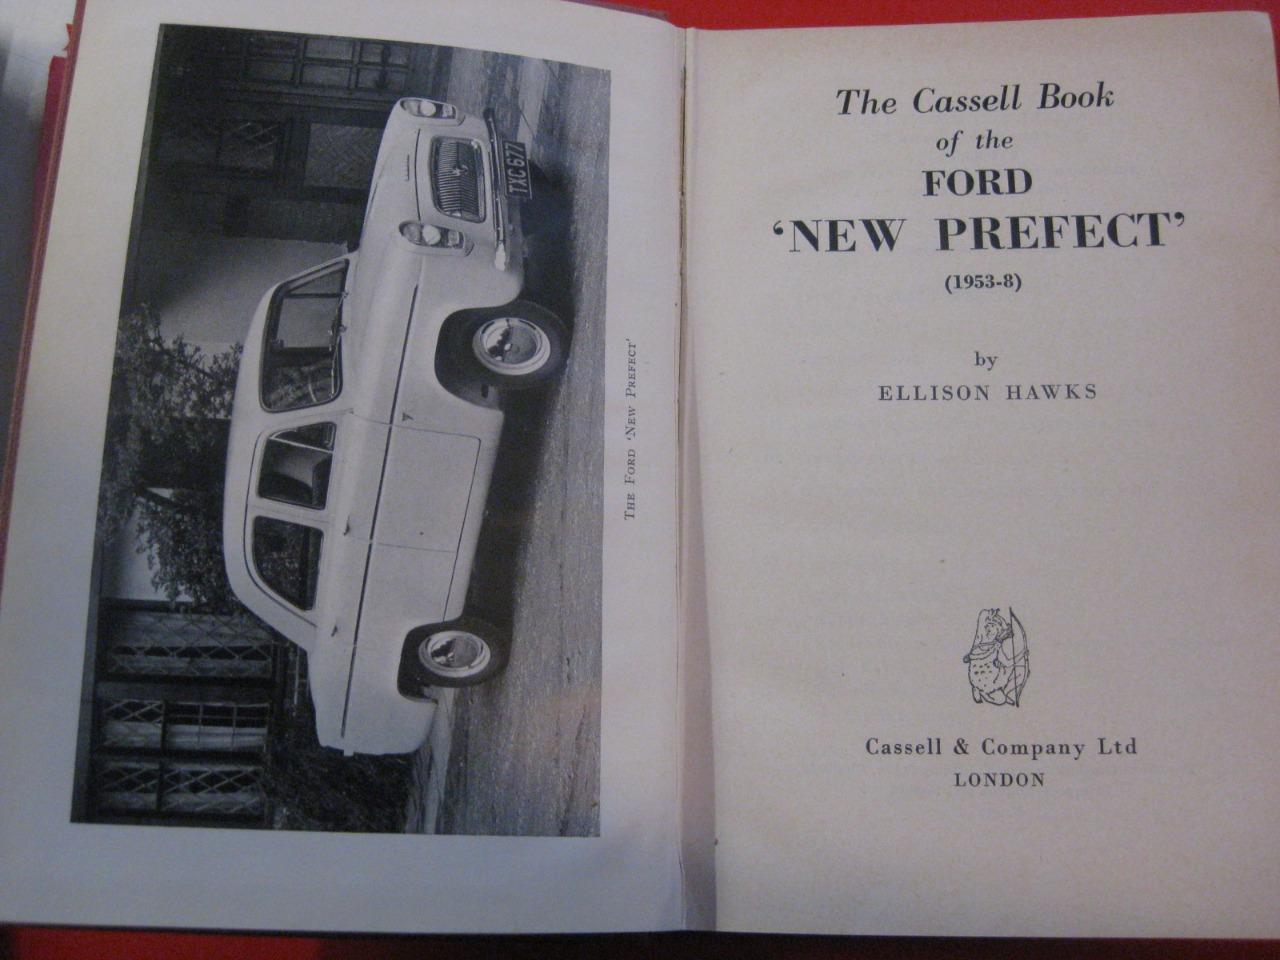 TXC 677
THE FORD 'NEW PREFECT'
The Cassell Book
of the
FORD
'NEW PREFECT'
(1953-8)
by
ELLISON HAWKS
Cassell & Company Ltd
LONDON